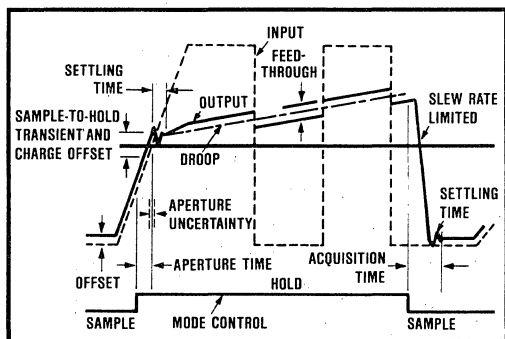 INPUT
FEED-
THROUGH
SETTLING
TIME
OUTPUT
SAMPLE-TO-HOLD
TRANSIENT AND
CHARGE OFFSET
DROOP
SLEW RATE
LIMITED
APERTURE
UNCERTAINTY
SETTLING
TIME
OFFSET
APERTURE TIME
ACQUISITION
TIME
HOLD
SAMPLE
MODE CONTROL
SAMPLE